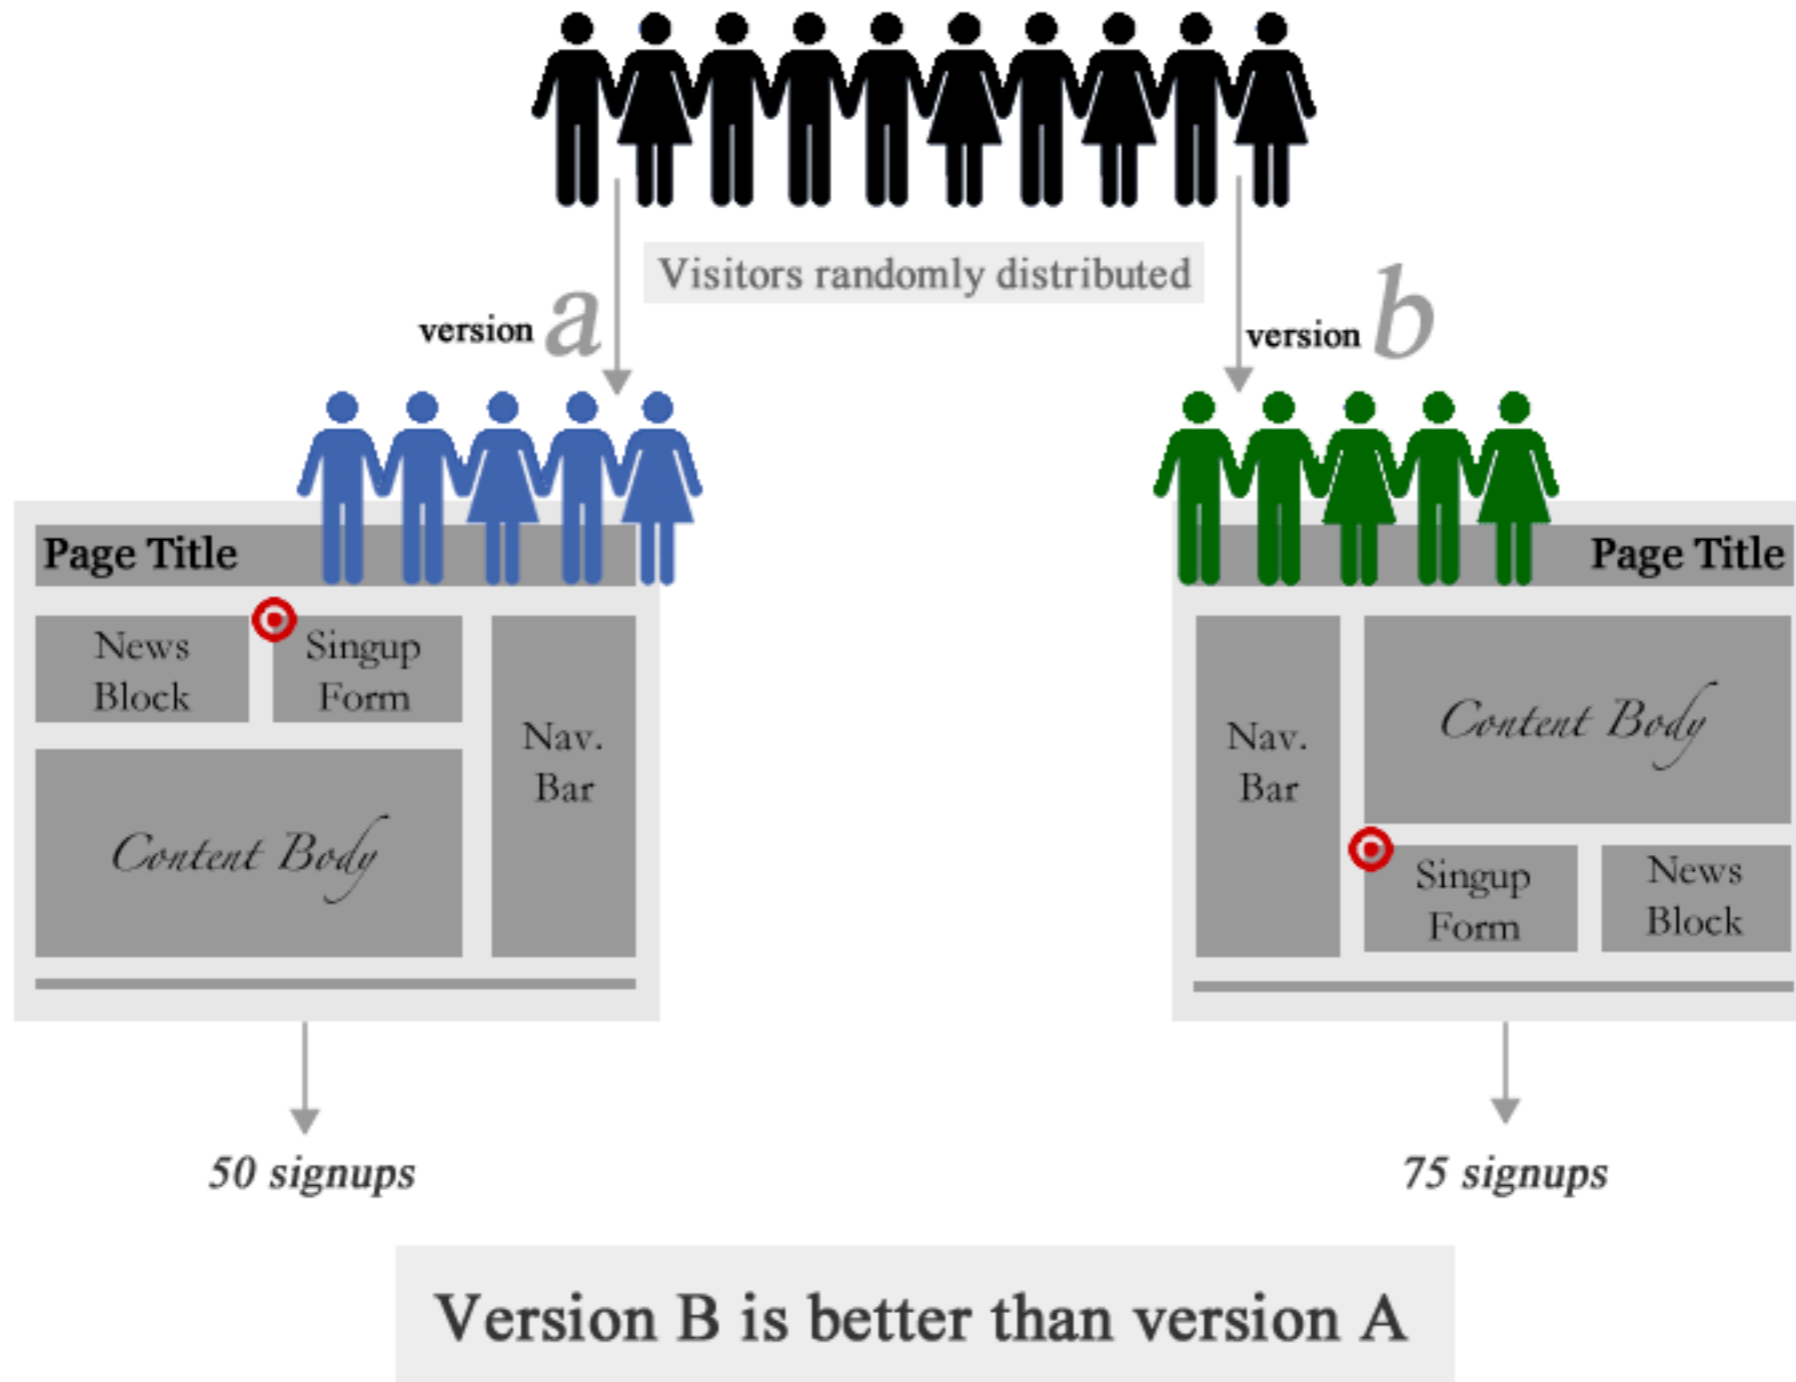 Visitors randomly distributed
version a
version b
Page Title
News
Block
Singup
Form
Nav.
Bar
Content Body
Page Title
Nav.
Bar
Content Body
Singup
Form
News
Block
50 signups
75 signups
Version B is better than version A